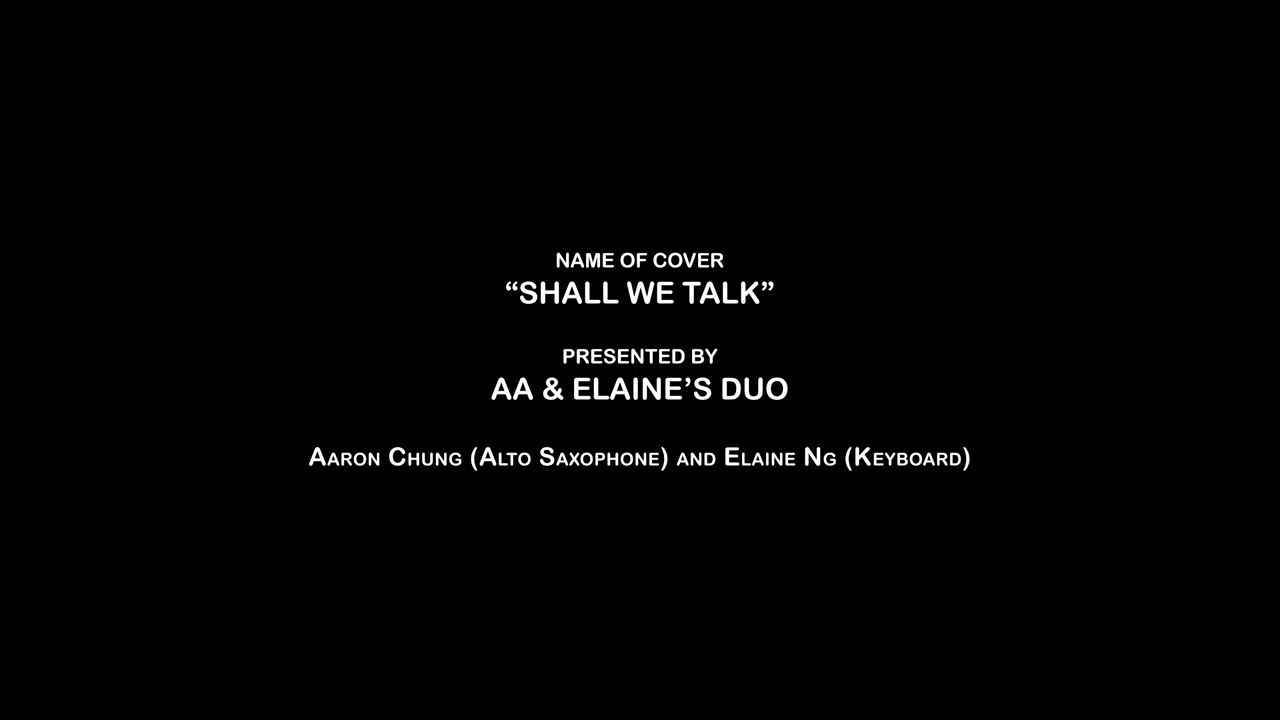 NAME OF COVER
“SHALL WE TALK”
PRESENTED BY
AA & ELAINE’S DUO
Aaron Chung (Alto Saxophone) and Elaine Ng (Keyboard)